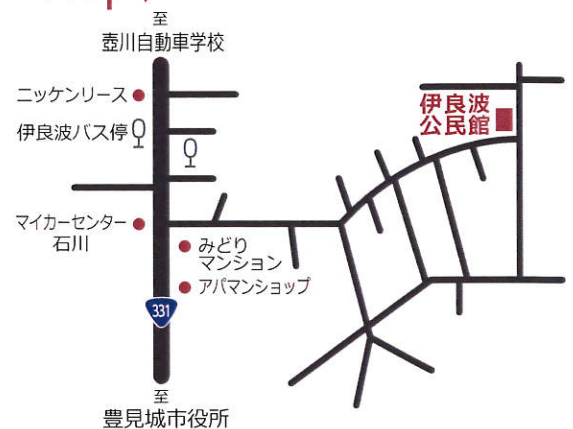 至
壺川自動車学校
ニッケンリース
伊良波バス停
伊良波
公民館
マイカーセンター
石川
みどり
マンション
アパマンショップ
331
至
豊見城市役所